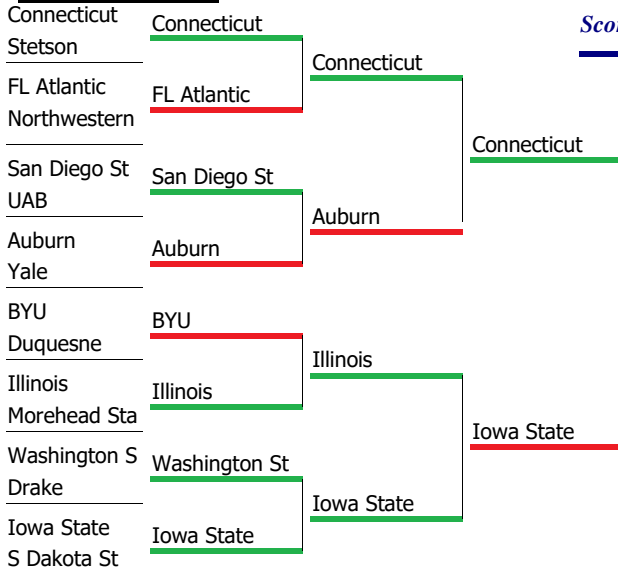 Connecticut
Stetson
FL Atlantic
Northwestern
San Diego St
UAB
Auburn
Yale
BYU
Duquesne
Illinois
Morehead Sta
Washington S
Drake
Iowa State
S Dakota St
Connecticut
FL Atlantic
San Diego St
Auburn
BYU
Illinois
Washington St
Iowa State
Connecticut
Auburn
Illinois
Iowa State
Connecticut
Iowa State